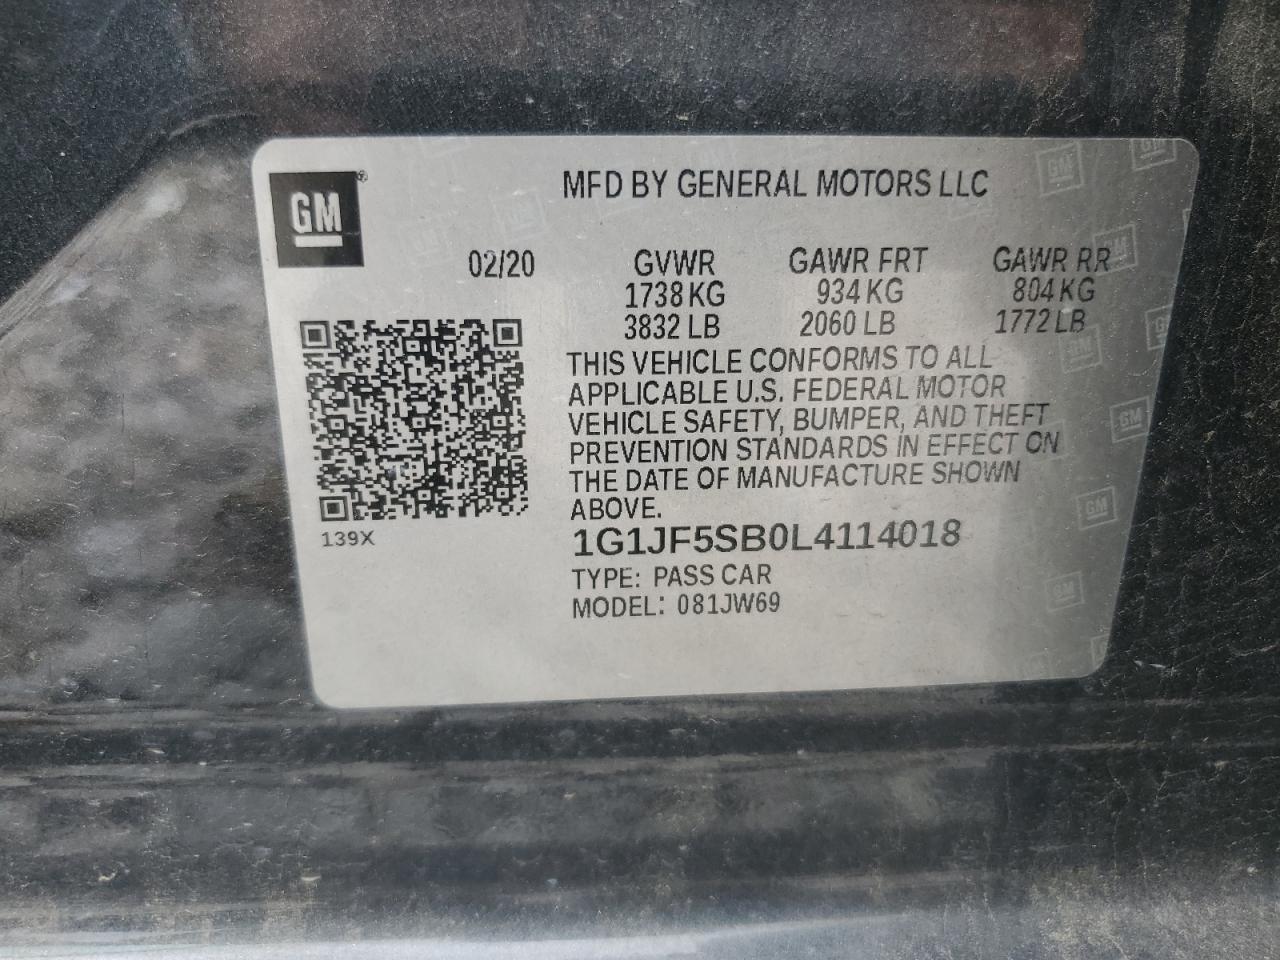 GM®
MFD BY GENERAL MOTORS LLC
02/20 GVWR GAWR FRT GAWR RR
1738 KG 934 KG 804 KG
3832 LB 2060 LB 1772 LB
THIS VEHICLE CONFORMS TO ALL
APPLICABLE U.S. FEDERAL MOTOR
VEHICLE SAFETY, BUMPER, AND THEFT
PREVENTION STANDARDS IN EFFECT ON
THE DATE OF MANUFACTURE SHOWN
ABOVE.
139X
1G1JF5SB0L4114018
TYPE: PASS CAR
MODEL: 081JW69